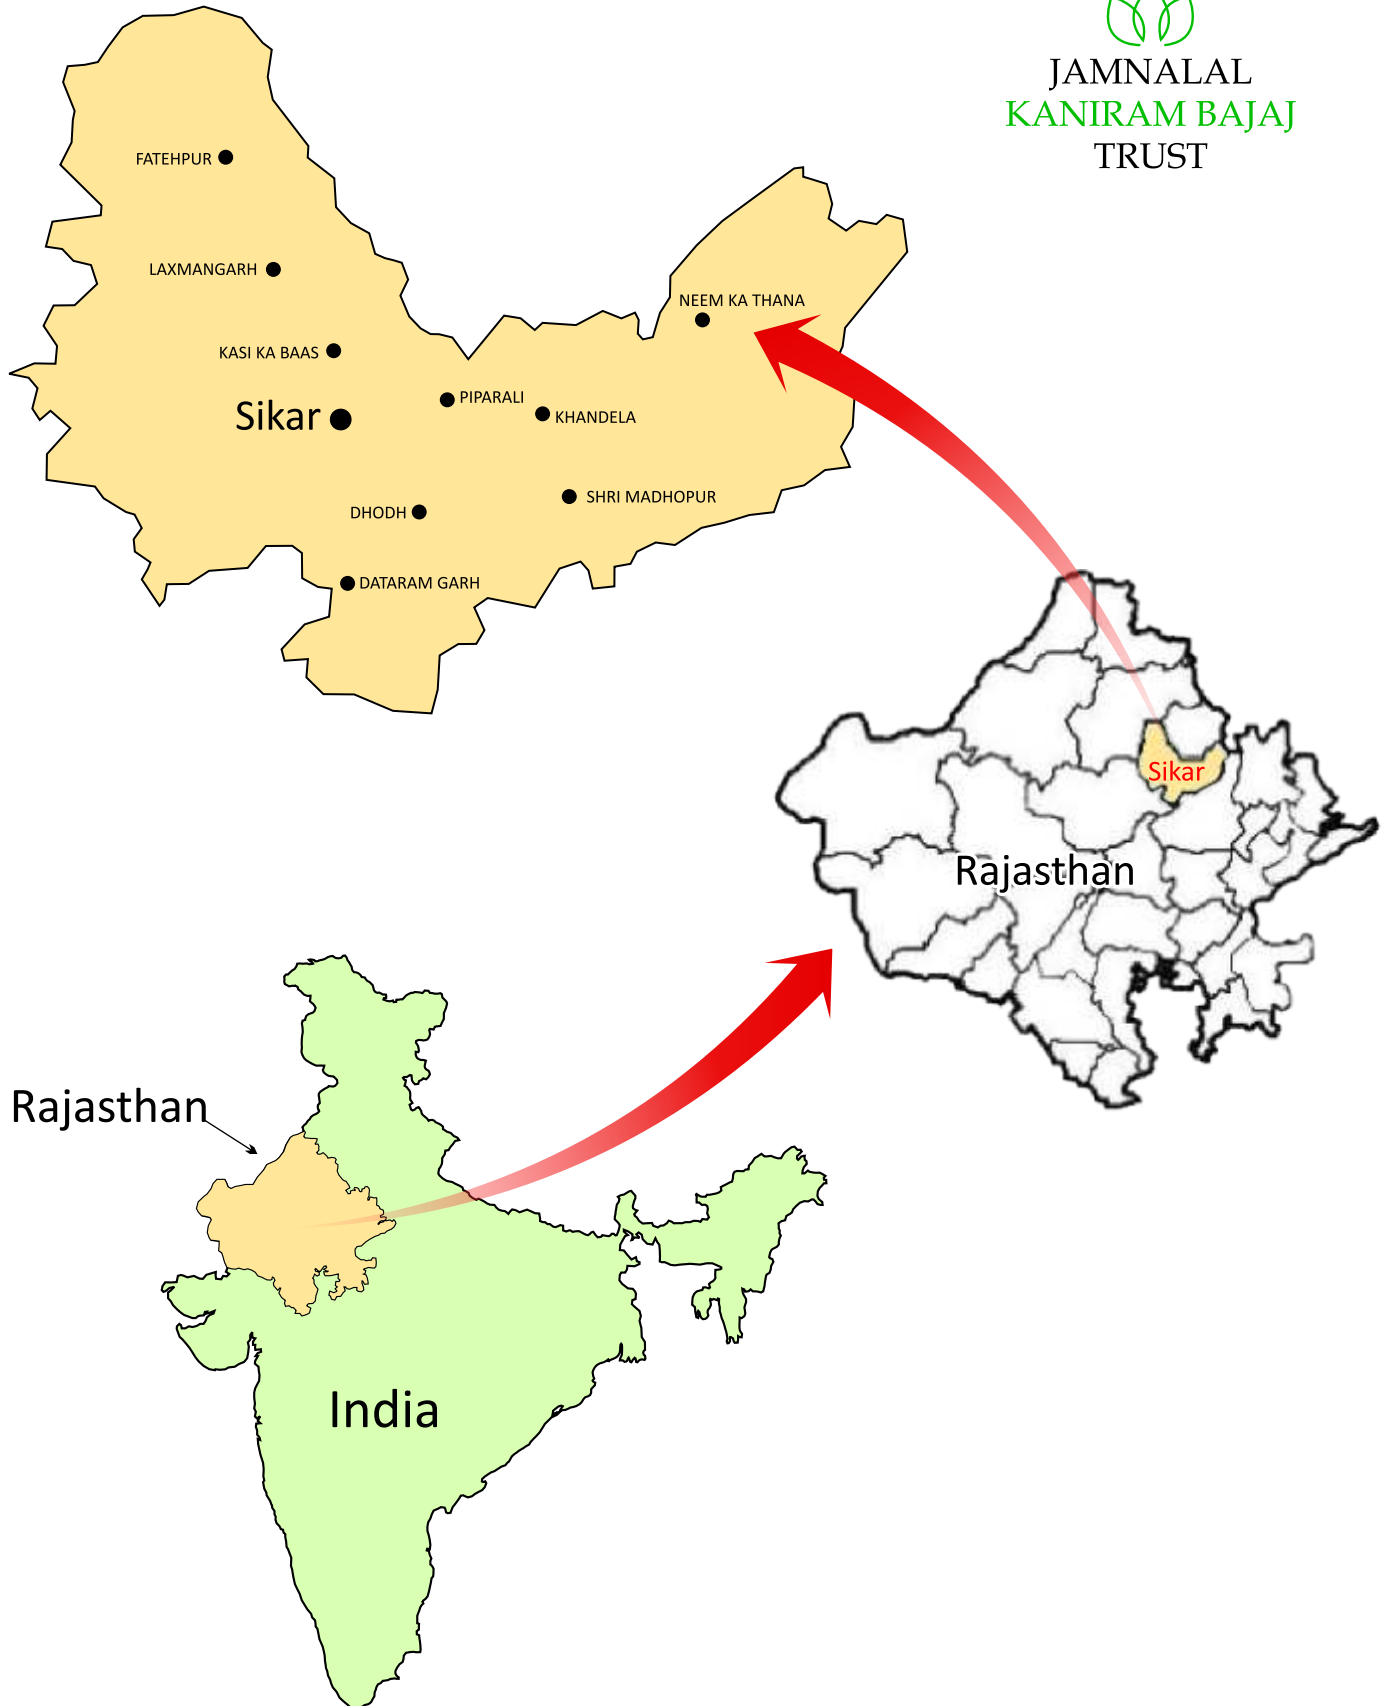 JAMNALAL
KANIRAM BAJAJ
TRUST
FATEHPUR
LAXMANGARH
NEEM KA THANA
KASI KA BAAS
PIPARALI
Sikar
KHANDELA
SHRI MADHOPUR
DHODH
DATARAM GARH
Sikar
Rajasthan
Rajasthan
India